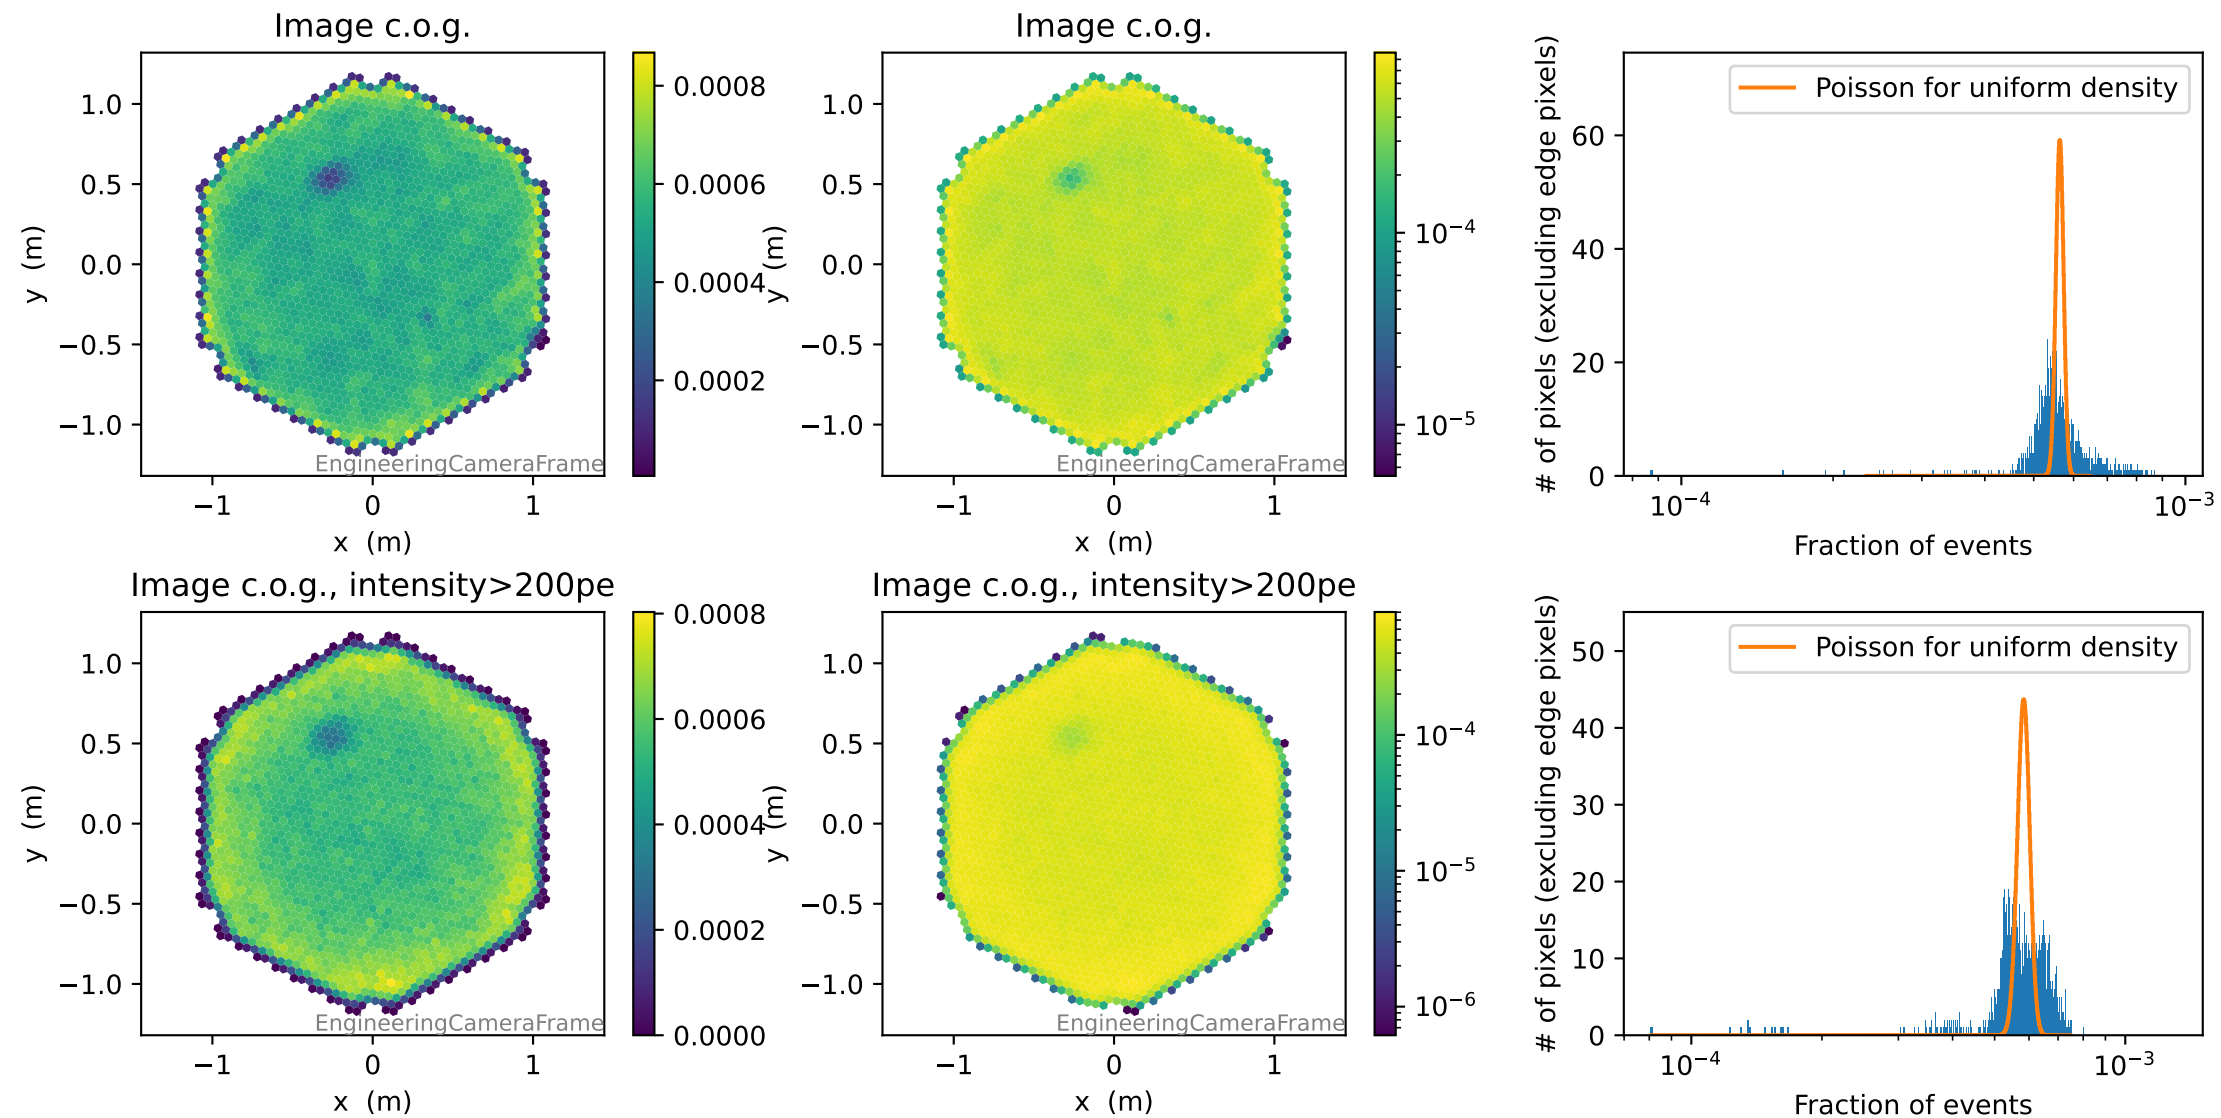 Image c.o.g.
1.0
0.5
0.0
−0.5
−1.0
y (m)
−1 0 1
x (m)
EngineeringCameraFrame
0.0008
0.0006
0.0004
0.0002
Image c.o.g.
1.0
0.5
0.0
−0.5
−1.0
y (m)
−1 0 1
x (m)
EngineeringCameraFrame
10⁻⁴
10⁻⁵
# of pixels (excluding edge pixels)
60
40
20
0
Poisson for uniform density
10⁻⁴ 10⁻³
Fraction of events
Image c.o.g., intensity>200pe
1.0
0.5
0.0
−0.5
−1.0
y (m)
−1 0 1
x (m)
EngineeringCameraFrame
0.0008
0.0006
0.0004
0.0002
0.0000
Image c.o.g., intensity>200pe
1.0
0.5
0.0
−0.5
−1.0
y (m)
−1 0 1
x (m)
EngineeringCameraFrame
10⁻⁴
10⁻⁵
10⁻⁶
# of pixels (excluding edge pixels)
50
40
30
20
10
0
Poisson for uniform density
10⁻⁴ 10⁻³
Fraction of events